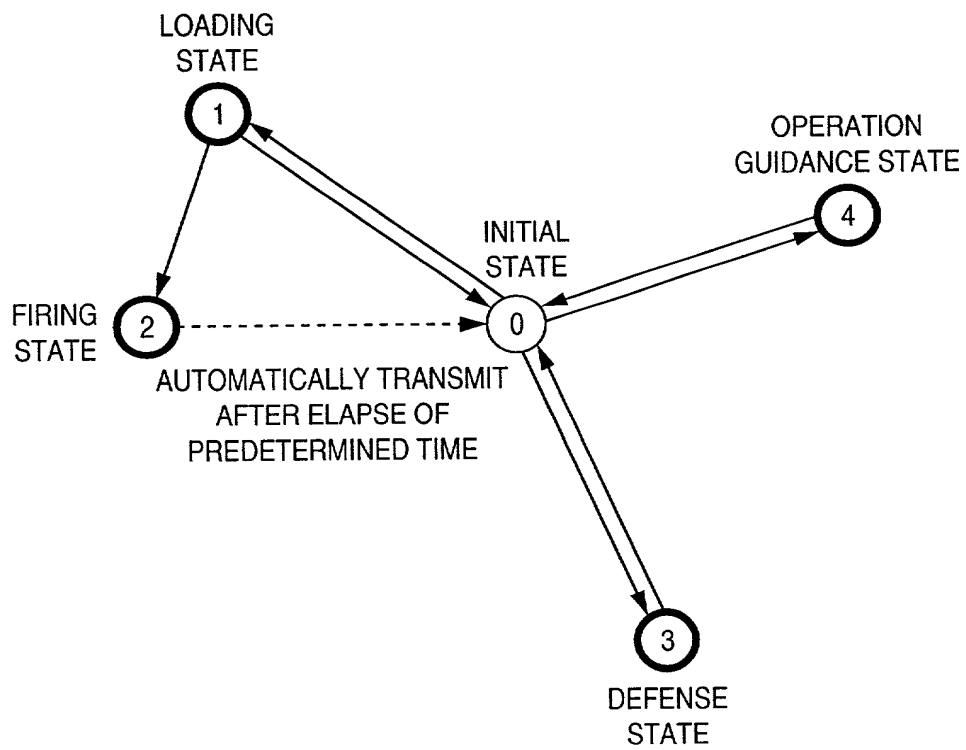 LOADING
STATE
1
OPERATION
GUIDANCE STATE
4
INITIAL
STATE
0
FIRING
STATE
2
AUTOMATICALLY TRANSMIT
AFTER ELAPSE OF
PREDETERMINED TIME
3
DEFENSE
STATE